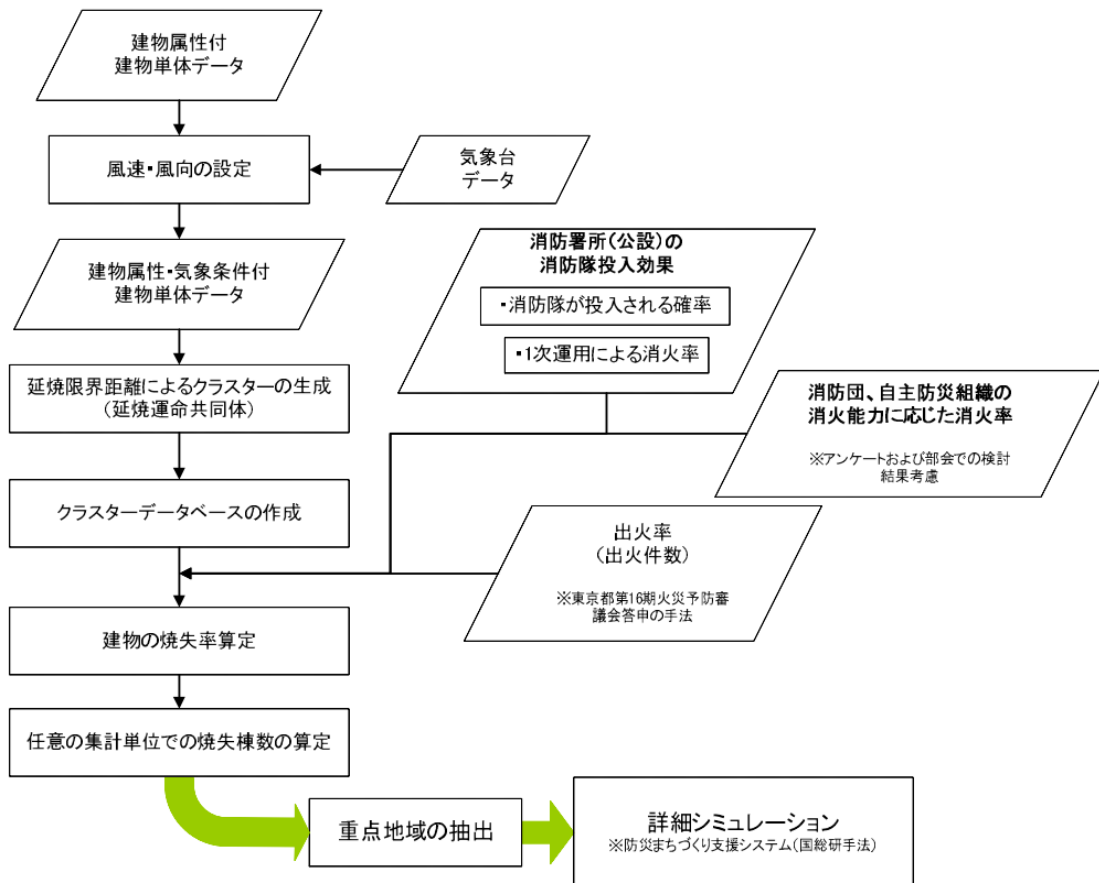 建物属性付
建物単体データ
風速・風向の設定
気象台
データ
建物属性・気象条件付
建物単体データ
消防署所(公設)の
消防隊投入効果
・消防隊が投入される確率
・1次運用による消火率
延焼限界距離によるクラスターの生成
(延焼運命共同体)
消防団、自主防災組織の
消火能力に応じた消火率
※アンケートおよび部会での検討
結果考慮
クラスターデータベースの作成
出火率
(出火件数)
※東京都第16期火災予防審
議会答申の手法
建物の焼失率算定
任意の集計単位での焼失棟数の算定
重点地域の抽出
詳細シミュレーション
※防災まちづくり支援システム(国総研手法)